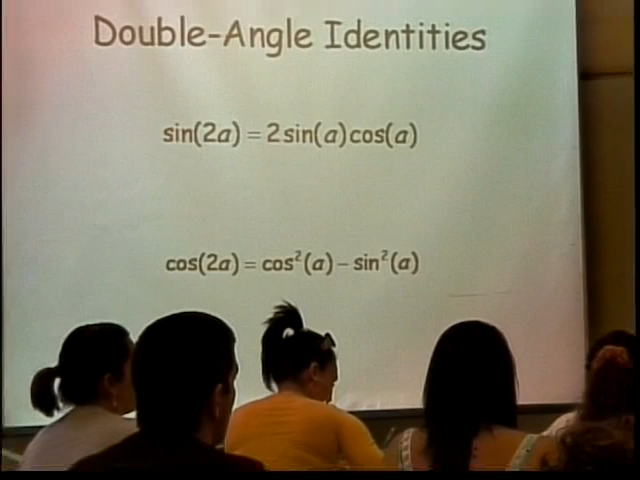 Double-Angle Identities
sin(2a) = 2sin(a)cos(a)
cos(2a) = cos²(a) – sin²(a)